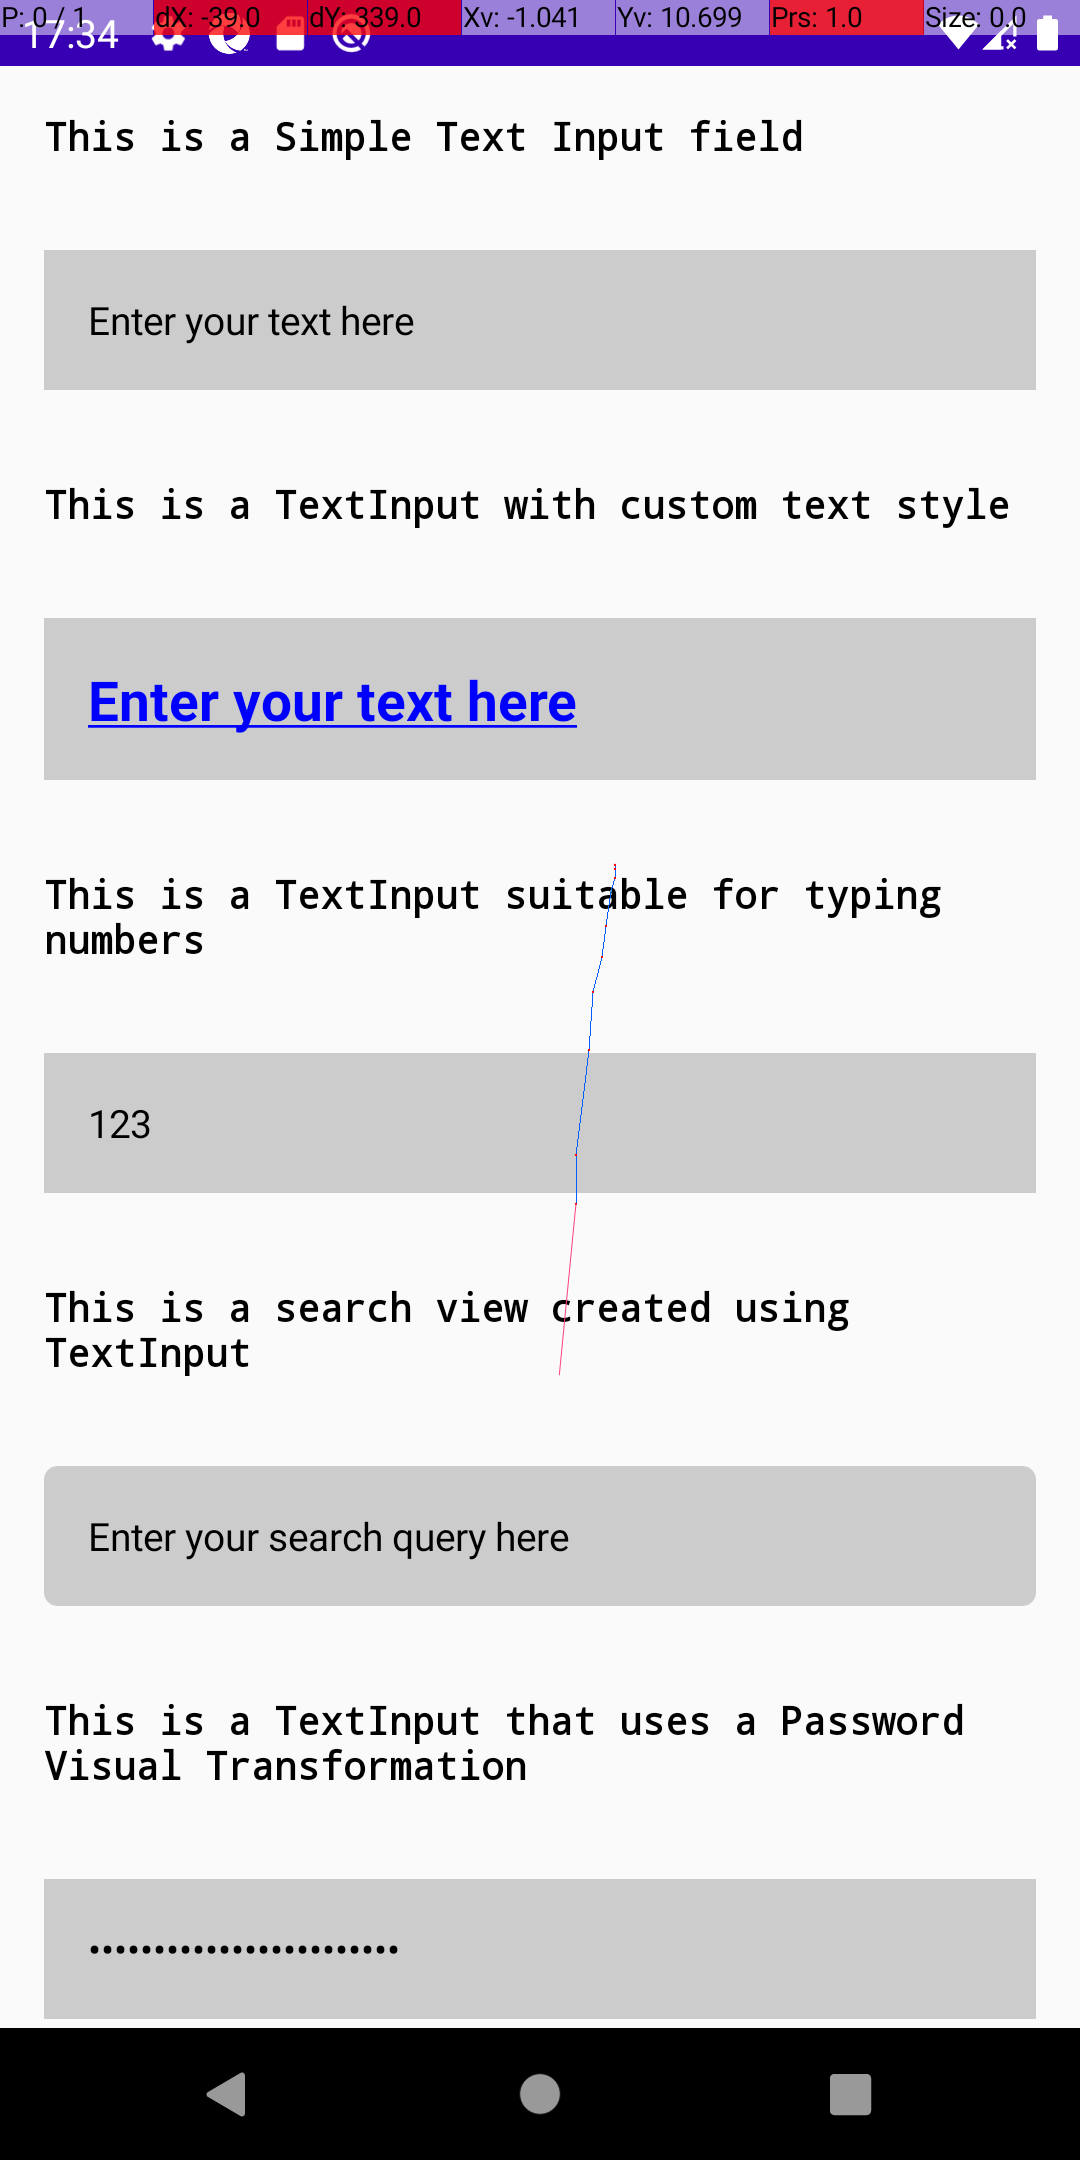 P: 0 / 1 dX: -39.0 dY: 339.0 Xv: -1.041 Yv: 10.699 Prs: 1.0 Size: 0.0
17:34
This is a Simple Text Input field
Enter your text here
This is a TextInput with custom text style
Enter your text here
This is a TextInput suitable for typing
numbers
123
This is a search view created using
TextInput
Enter your search query here
This is a TextInput that uses a Password
Visual Transformation
••••••••••••••••••••••••